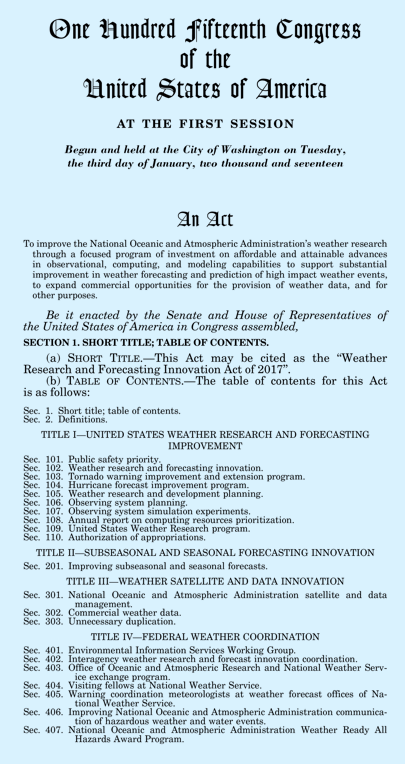 One Hundred Fifteenth Congress
of the
United States of America
AT THE FIRST SESSION
Begun and held at the City of Washington on Tuesday,
the third day of January, two thousand and seventeen
An Act
To improve the National Oceanic and Atmospheric Administration's weather research
through a focused program of investment on affordable and attainable advances
in observational, computing, and modeling capabilities to support substantial
improvement in weather forecasting and prediction of high impact weather events,
to expand commercial opportunities for the provision of weather data, and for
other purposes.
Be it enacted by the Senate and House of Representatives of
the United States of America in Congress assembled,
SECTION 1. SHORT TITLE; TABLE OF CONTENTS.
(a) SHORT TITLE.—This Act may be cited as the “Weather
Research and Forecasting Innovation Act of 2017”.
(b) TABLE OF CONTENTS.—The table of contents for this Act
is as follows:
Sec. 1. Short title; table of contents.
Sec. 2. Definitions.
TITLE I—UNITED STATES WEATHER RESEARCH AND FORECASTING
IMPROVEMENT
Sec. 101. Public safety priority.
Sec. 102. Weather research and forecasting innovation.
Sec. 103. Tornado warning improvement and extension program.
Sec. 104. Hurricane forecast improvement program.
Sec. 105. Weather research and development planning.
Sec. 106. Observing system planning.
Sec. 107. Observing system simulation experiments.
Sec. 108. Annual report on computing resources prioritization.
Sec. 109. United States Weather Research program.
Sec. 110. Authorization of appropriations.
TITLE II—SUBSEASONAL AND SEASONAL FORECASTING INNOVATION
Sec. 201. Improving subseasonal and seasonal forecasts.
TITLE III—WEATHER SATELLITE AND DATA INNOVATION
Sec. 301. National Oceanic and Atmospheric Administration satellite and data
management.
Sec. 302. Commercial weather data.
Sec. 303. Unnecessary duplication.
TITLE IV—FEDERAL WEATHER COORDINATION
Sec. 401. Environmental Information Services Working Group.
Sec. 402. Interagency weather research and forecast innovation coordination.
Sec. 403. Office of Oceanic and Atmospheric Research and National Weather Serv-
ice exchange program.
Sec. 404. Visiting fellows at National Weather Service.
Sec. 405. Warning coordination meteorologists at weather forecast offices of Na-
tional Weather Service.
Sec. 406. Improving National Oceanic and Atmospheric Administration communica-
tion of hazardous weather and water events.
Sec. 407. National Oceanic and Atmospheric Administration Weather Ready All
Hazards Award Program.